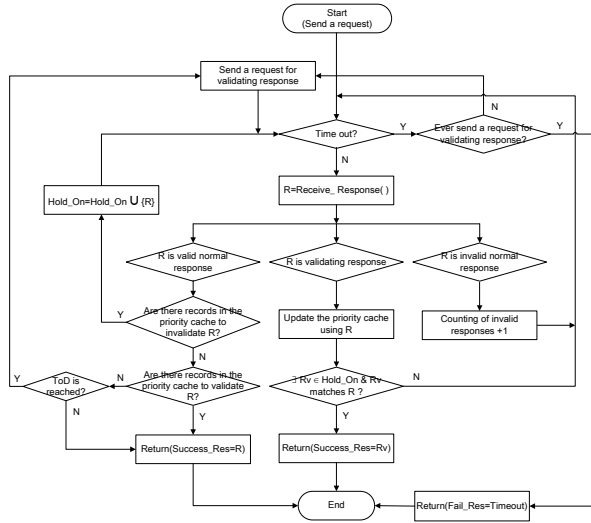 Start
(Send a request)
Send a request for
validating response
N
Time out?
Y
Ever send a request for
validating response?
Y
N
Hold_On=Hold_On ∪ {R}
R=Receive_ Response( )
R is valid normal
response
R is validating response
R is invalid normal
response
Y
Are there records in the
priority cache to
invalidate R?
Update the priority cache
using R
Counting of invalid
responses +1
N
Y
ToD is
reached?
N
Are there records in the
priority cache to validate
R?
∃ Rv ∈ Hold_On & Rv
matches R ?
N
N
Y
Y
Return(Success_Res=R)
Return(Success_Res=Rv)
End
Return(Fail_Res=Timeout)